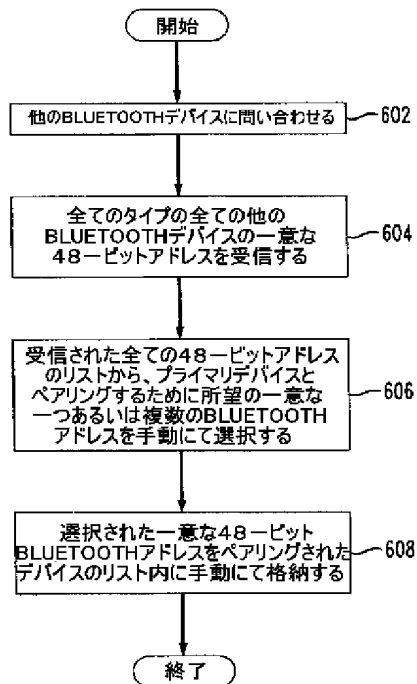 開始
他のBLUETOOTHデバイスに問い合わせる
602
全てのタイプの全ての他の
BLUETOOTHデバイスの一意な
48ービットアドレスを受信する
604
受信された全ての48ービットアドレス
のリストから、プライマリデバイスと
ペアリングするために所望の一意な
一つあるいは複数のBLUETOOTH
アドレスを手動にて選択する
606
選択された一意な48ービット
BLUETOOTHアドレスをペアリングされた
デバイスのリスト内に手動にて格納する
608
終了